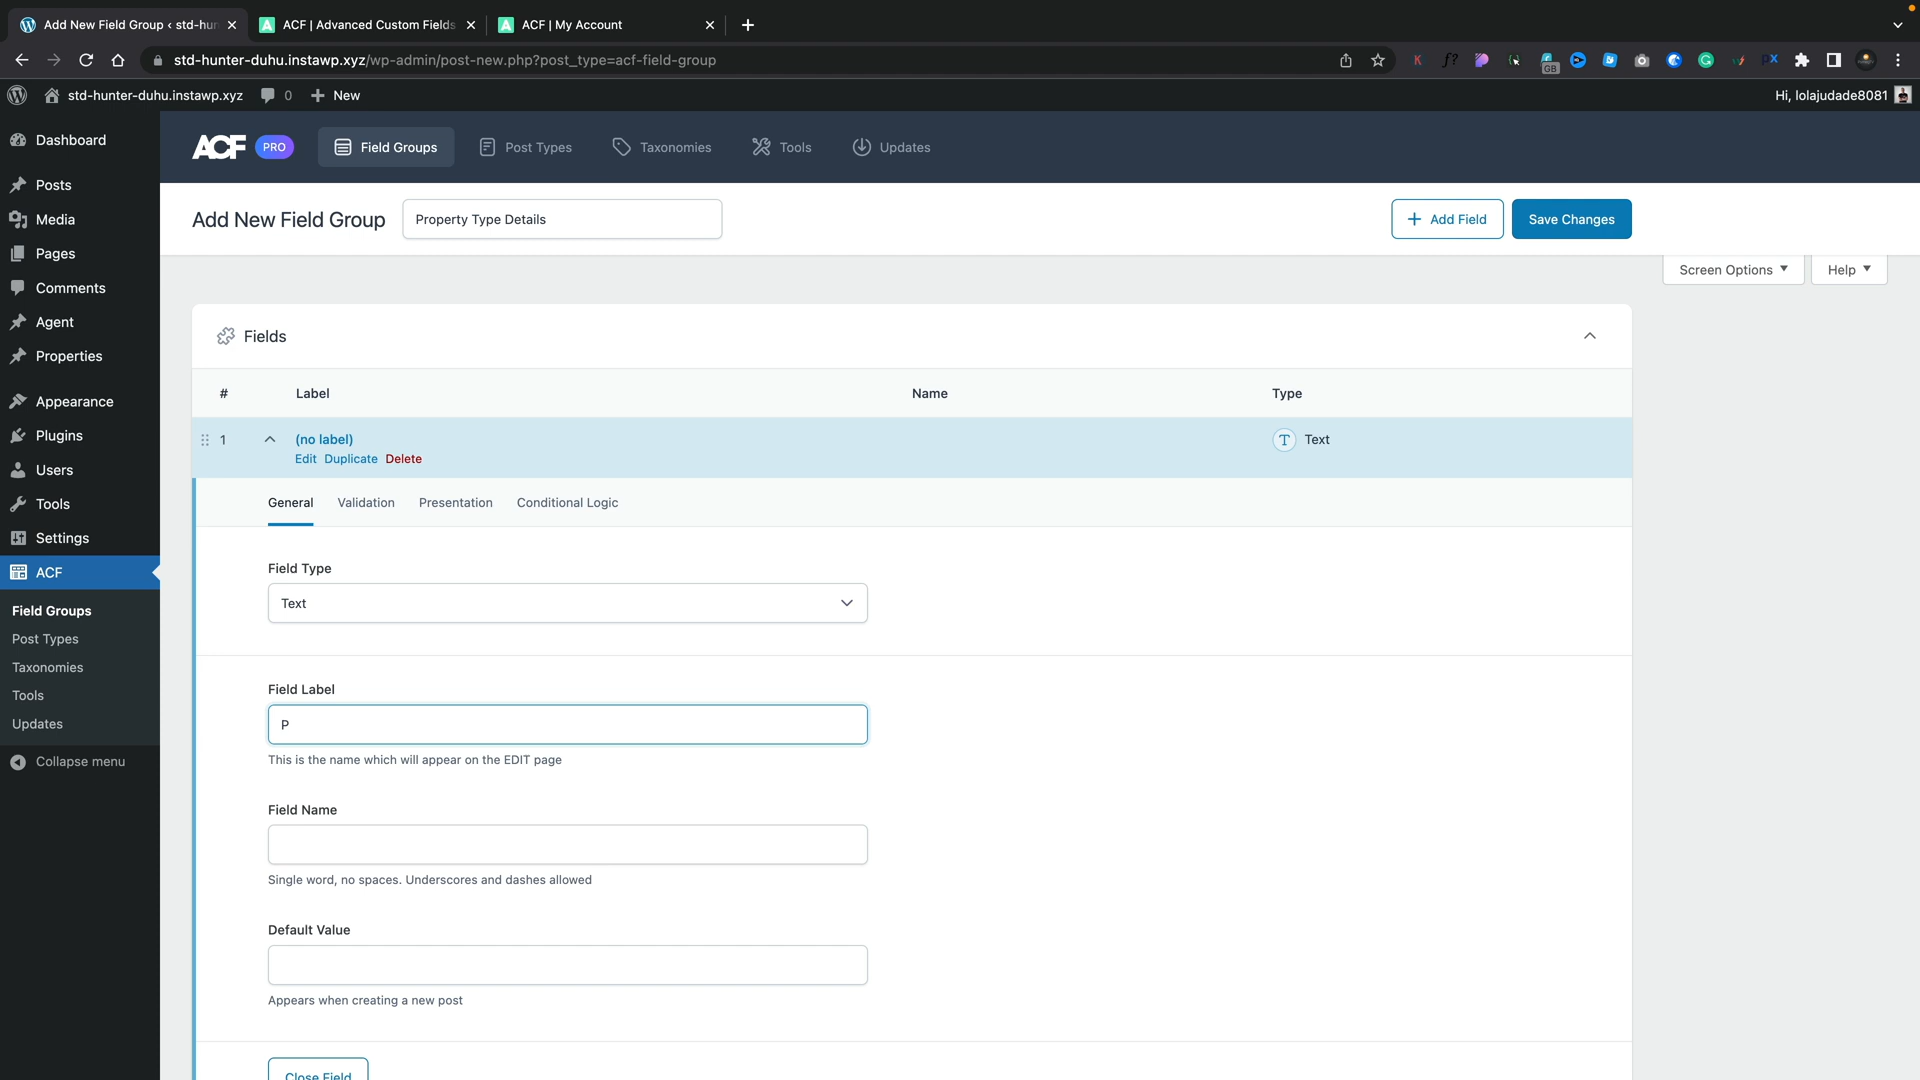 Add New Field Group ‹ std-hun
ACF | Advanced Custom Fields
ACF | My Account
std-hunter-duhu.instawp.xyz/wp-admin/post-new.php?post_type=acf-field-group
std-hunter-duhu.instawp.xyz
0
New
Hi, lolajudade8081
Dashboard
Posts
Media
Pages
Comments
Agent
Properties
Appearance
Plugins
Users
Tools
Settings
ACF
Field Groups
Post Types
Taxonomies
Tools
Updates
Collapse menu
ACF PRO
Field Groups
Post Types
Taxonomies
Tools
Updates
Add New Field Group
Property Type Details
Add Field
Save Changes
Screen Options
Help
Fields
# Label Name Type
1 (no label) T Text
Edit Duplicate Delete
General Validation Presentation Conditional Logic
Field Type
Text
Field Label
P
This is the name which will appear on the EDIT page
Field Name
Single word, no spaces. Underscores and dashes allowed
Default Value
Appears when creating a new post
Close Field